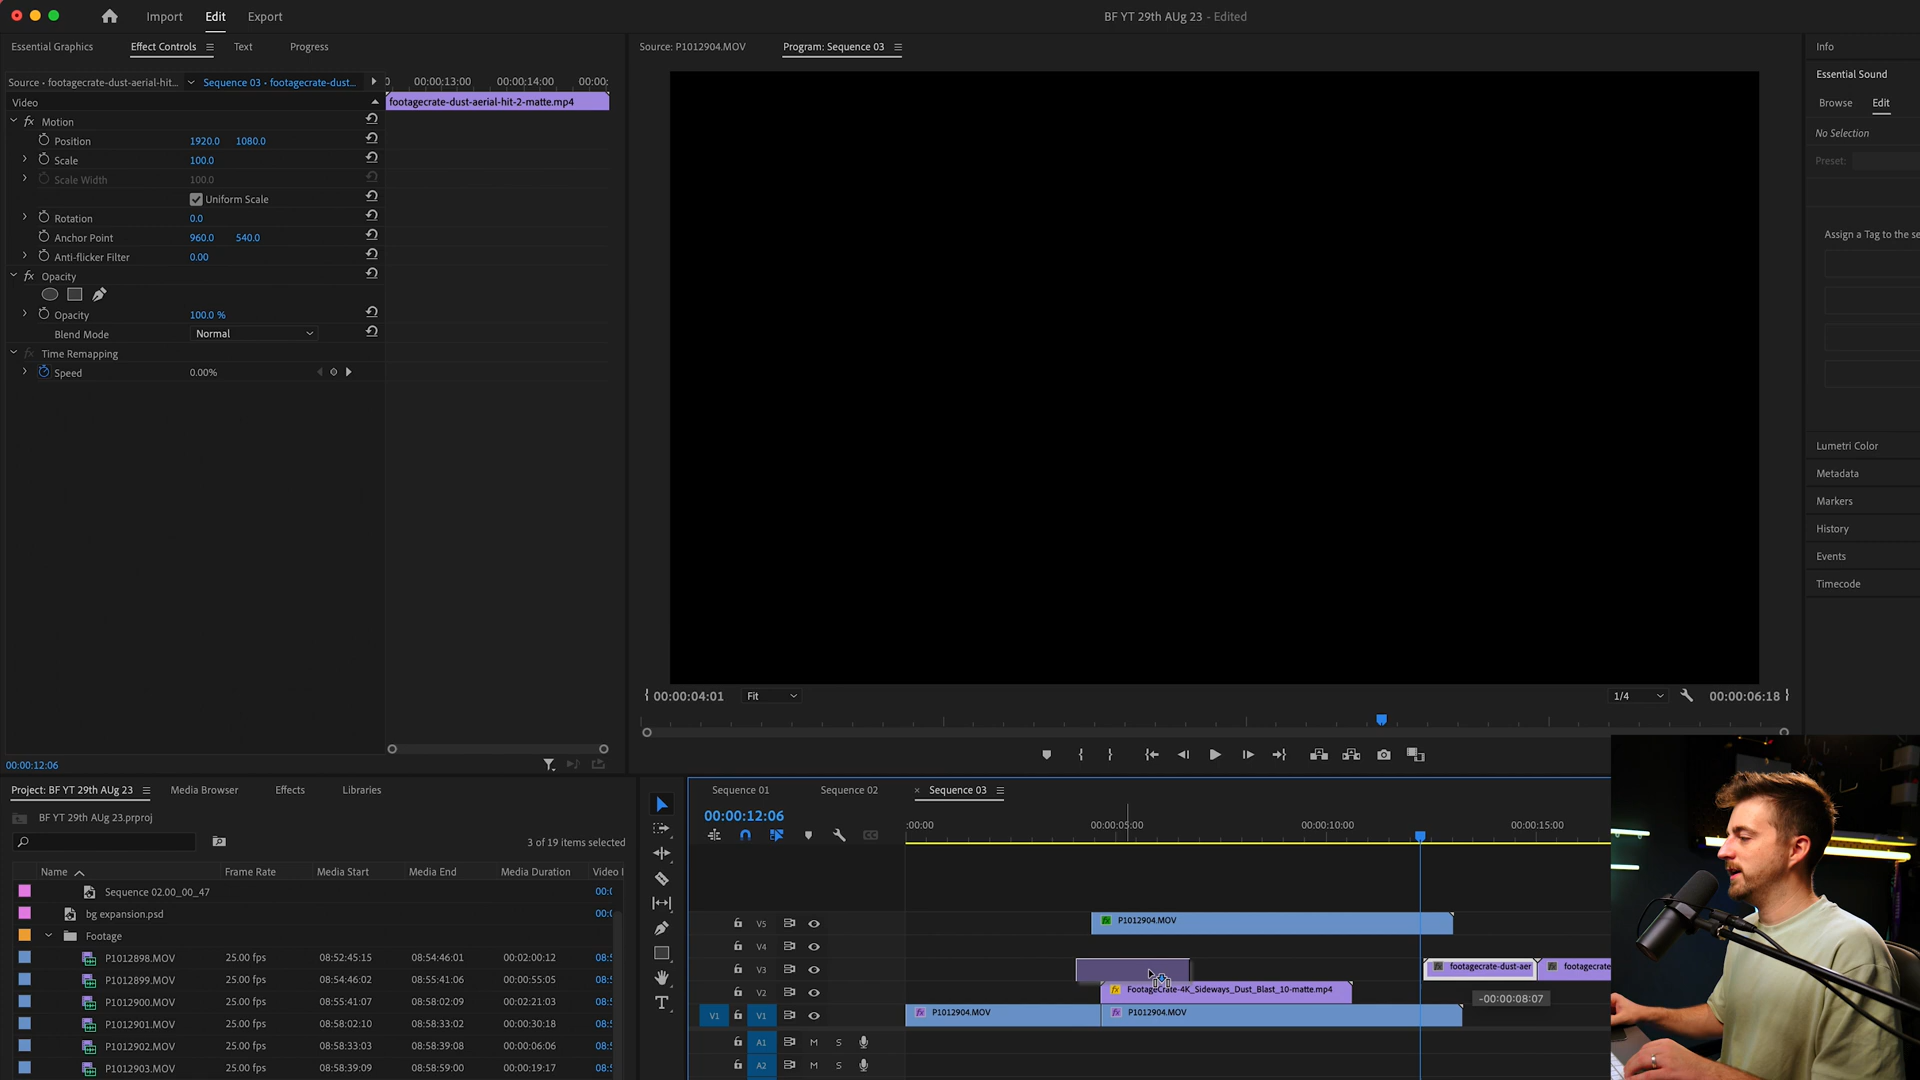 Import Edit Export
BF YT 29th AUg 23 - Edited
Essential Graphics Effect Controls Text Progress
Source: P1012904.MOV Program: Sequence 03
Info
Essential Sound
Browse Edit
No Selection
Preset:
Assign a Tag to the se
Lumetri Color
Metadata
Markers
History
Events
Timecode
Source - footagecrate-dust-aerial-hit... Sequence 03 - footagecrate-dust...
0 00:00:13:00 00:00:14:00 00:00:
Video
footagecrate-dust-aerial-hit-2-matte.mp4
fx Motion
Position 1920.0 1080.0
Scale 100.0
Scale Width 100.0
Uniform Scale
Rotation 0.0
Anchor Point 960.0 540.0
Anti-flicker Filter 0.00
fx Opacity
Opacity 100.0 %
Blend Mode Normal
fx Time Remapping
Speed 0.00%
00:00:12:06
00:00:04:01 Fit 1/4 00:00:06:18
Project: BF YT 29th AUg 23 Media Browser Effects Libraries
BF YT 29th AUg 23.prproj
3 of 19 items selected
Name Frame Rate Media Start Media End Media Duration Video I
Sequence 02.00_00_47 00:0
bg expansion.psd 00:0
Footage
P1012898.MOV 25.00 fps 08:52:45:15 08:54:46:01 00:02:00:12 08:5
P1012899.MOV 25.00 fps 08:54:46:02 08:55:41:06 00:00:55:05 08:5
P1012900.MOV 25.00 fps 08:55:41:07 08:58:02:09 00:02:21:03 08:5
P1012901.MOV 25.00 fps 08:58:02:10 08:58:33:02 00:00:30:18 08:5
P1012902.MOV 25.00 fps 08:58:33:03 08:58:39:08 00:00:06:06 08:5
P1012903.MOV 25.00 fps 08:58:39:09 08:58:59:00 00:00:19:17 08:5
Sequence 01 Sequence 02 × Sequence 03
00:00:12:06
:00:00 00:00:05:00 00:00:10:00 00:00:15:00
CC
V5 P1012904.MOV
V4
V3 footagecrate-dust-aer footagecrate
V2 fx FootageCrate-4K_Sideways_Dust_Blast_10-matte.mp4
-00:00:08:07
V1 V1 fx P1012904.MOV fx P1012904.MOV
A1 M S
A2 M S